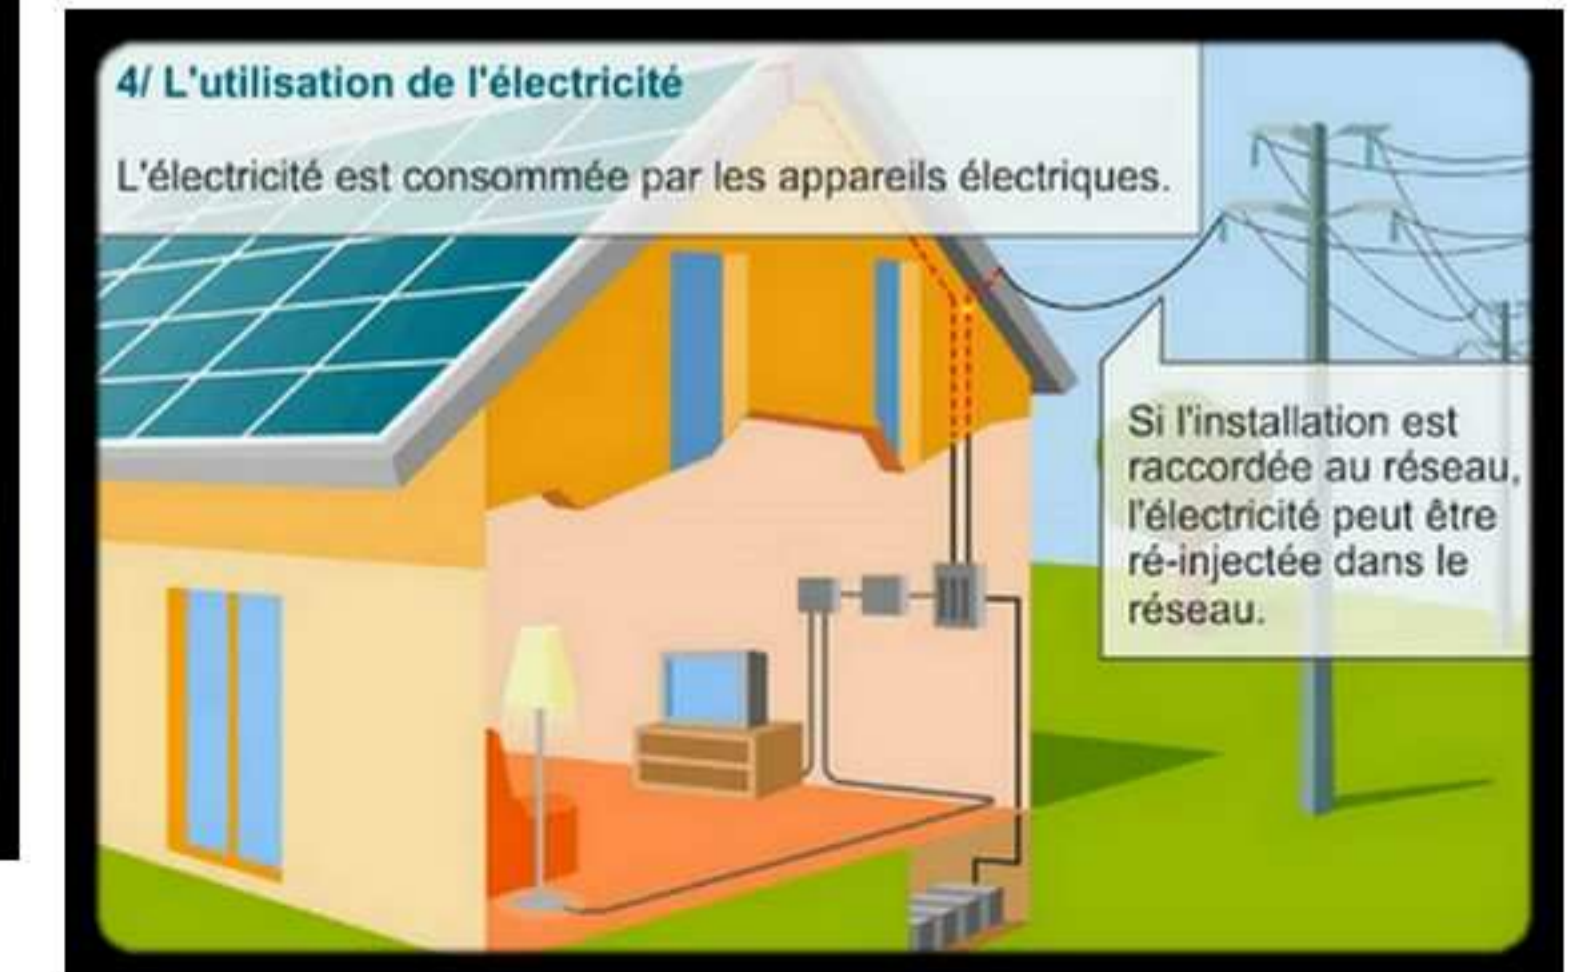 4/ L'utilisation de l'électricité
L'électricité est consommée par les appareils électriques.
Si l'installation est
raccordée au réseau,
l'électricité peut être
ré-injectée dans le
réseau.